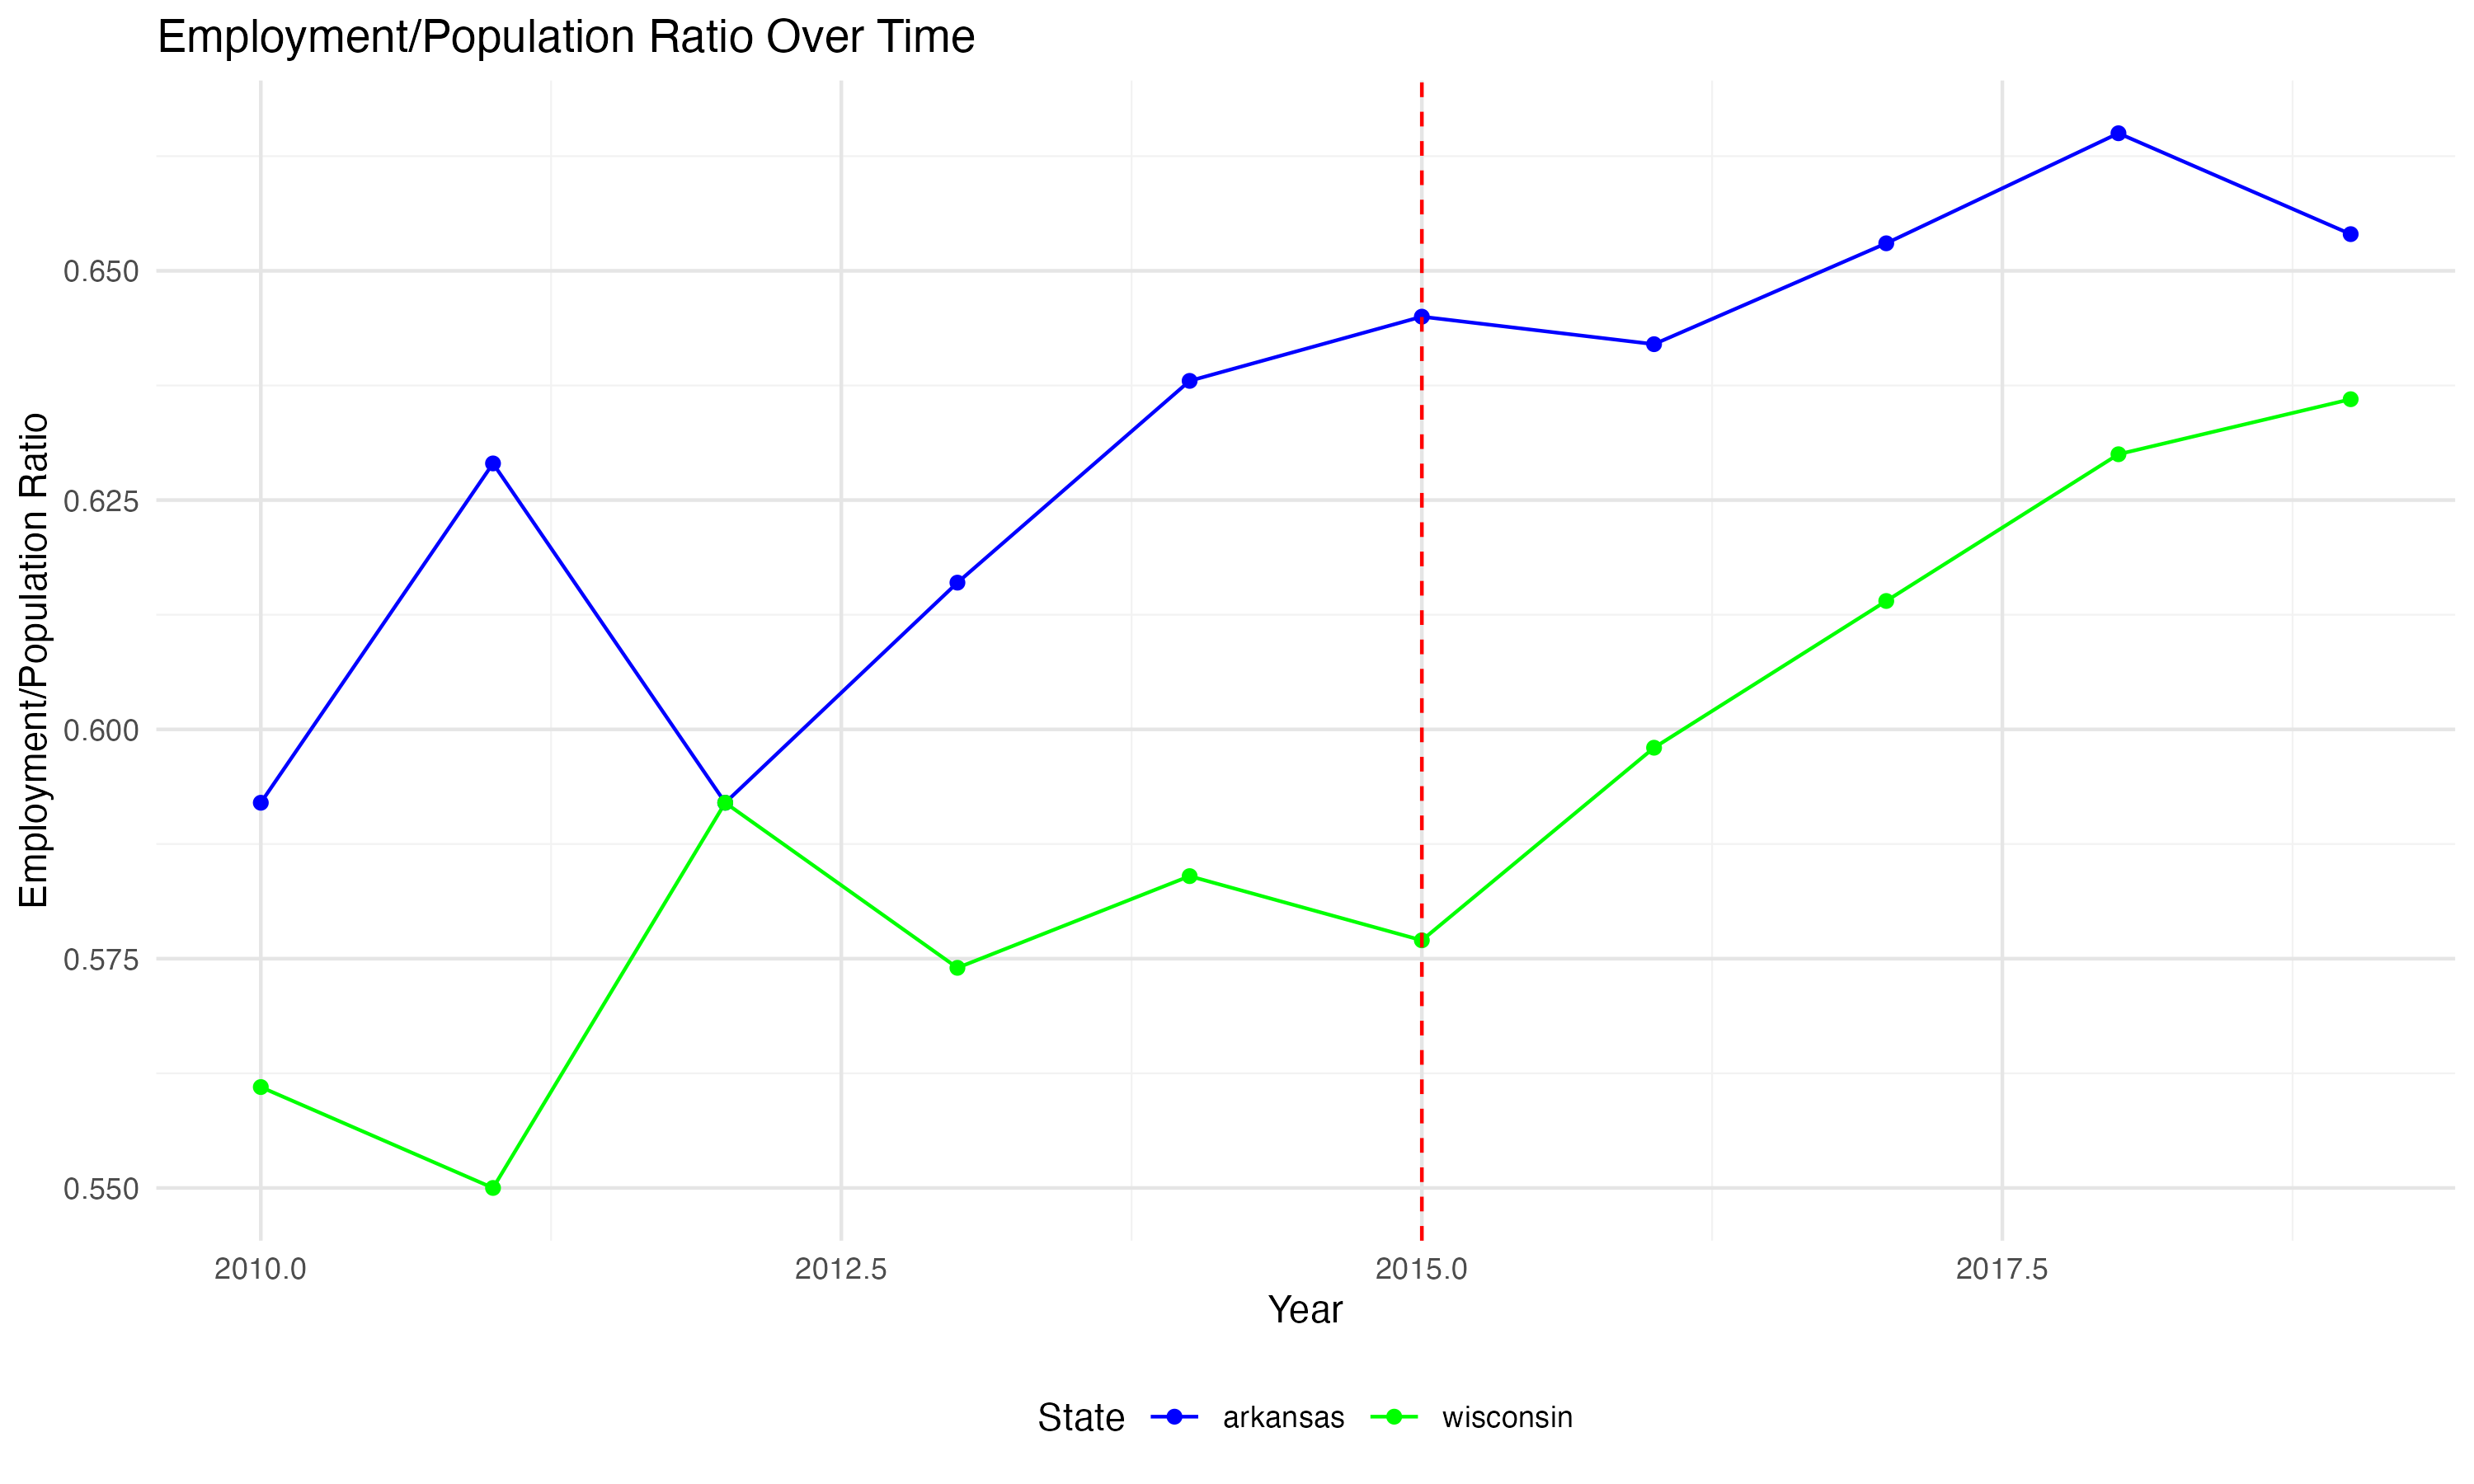 Employment/Population Ratio Over Time
Employment/Population Ratio
0.650
0.625
0.600
0.575
0.550
2010.0 2012.5 2015.0 2017.5
Year
State arkansas wisconsin